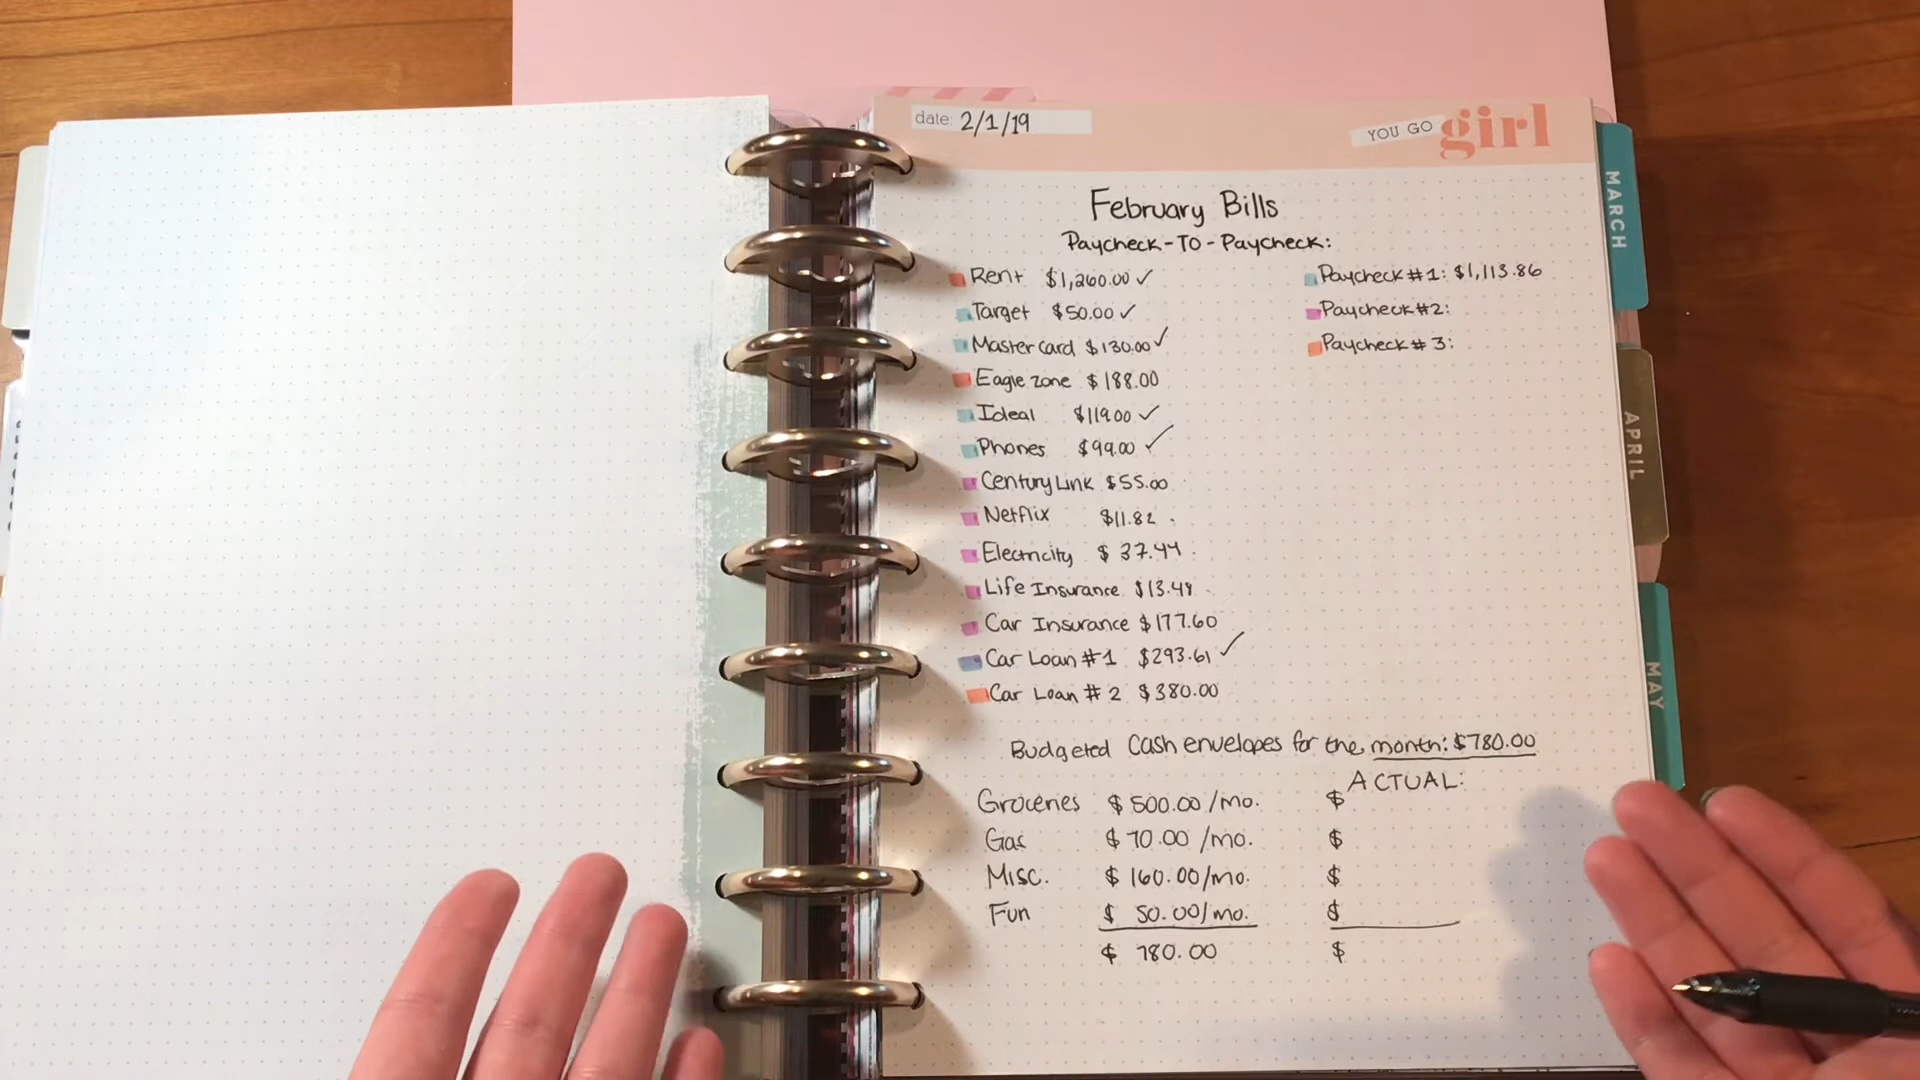 date: 2/1/19
YOU GO girl
February Bills
Paycheck-TO-Paycheck:
Rent $1,260.00 ✓
Target $50.00 ✓
Mastercard $130.00 ✓
Eagle zone $188.00
Ideal $119.00 ✓
Phones $99.00 ✓
Century Link $55.00
Netflix $11.82
Electricity $37.44
Life Insurance $13.48
Car Insurance $177.60
Car Loan #1 $293.61 ✓
Car Loan #2 $380.00
Paycheck #1: $1,113.86
Paycheck #2:
Paycheck #3:
Budgeted Cash envelopes for the month: $780.00
ACTUAL:
Groceries $500.00/mo. $
Gas $70.00/mo. $
Misc. $160.00/mo. $
Fun $50.00/mo. $
$780.00 $
MARCH
APRIL
MAY